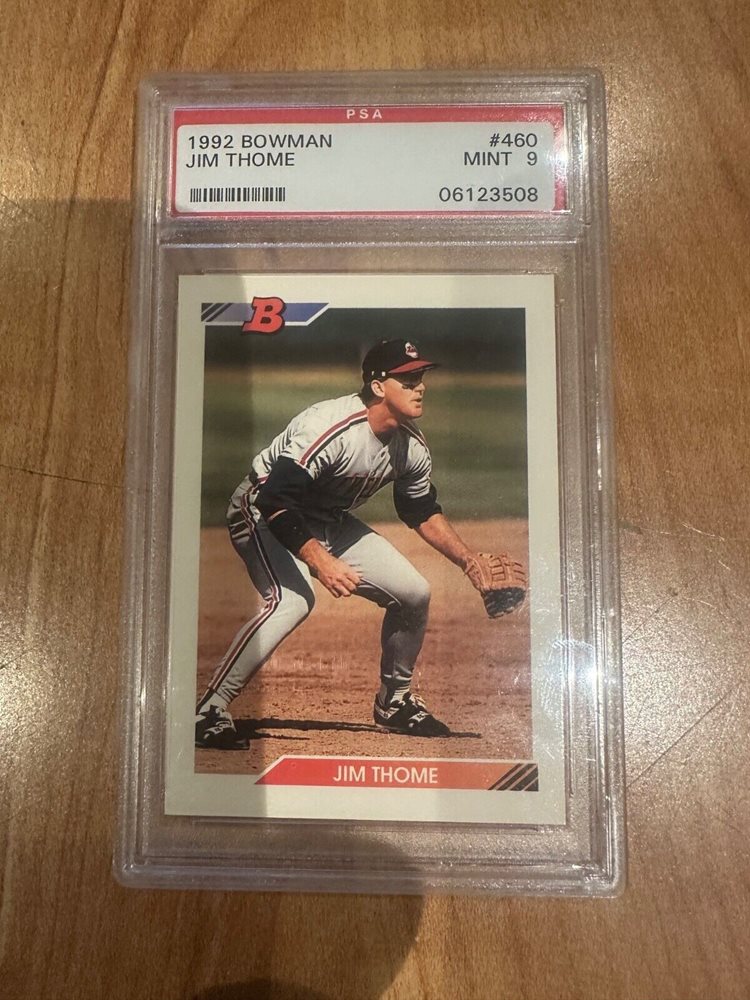 PSA
1992 BOWMAN #460
JIM THOME MINT 9
06123508
B
JIM THOME